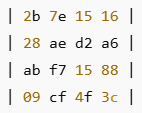 | 2b 7e 15 16 |
| 28 ae d2 a6 |
| ab f7 15 88 |
| 09 cf 4f 3c |